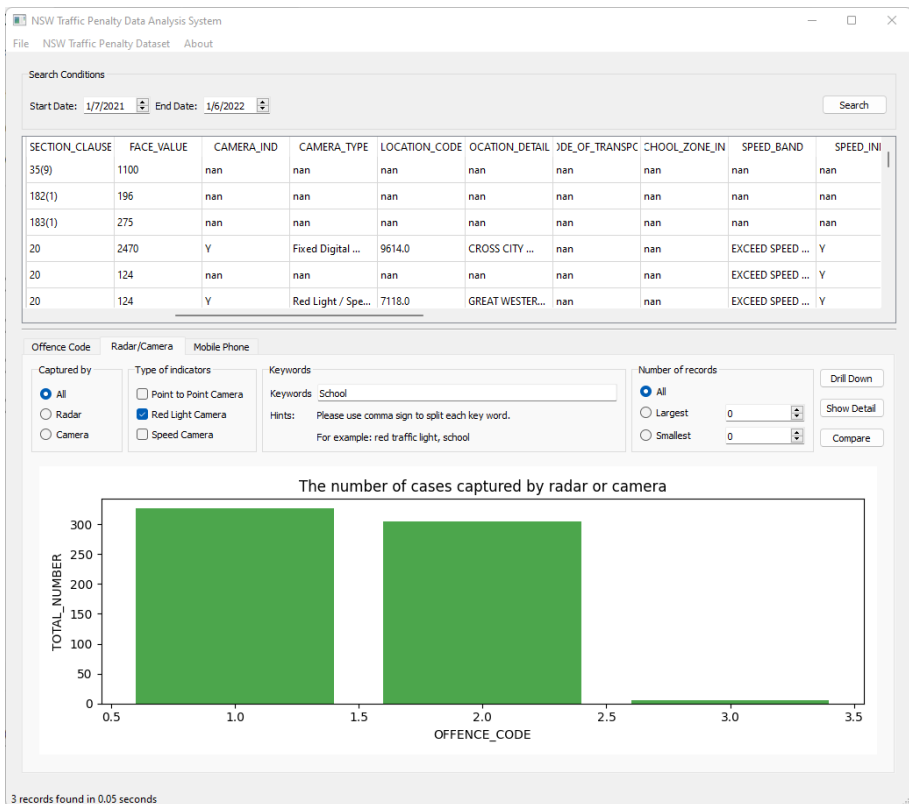 NSW Traffic Penalty Data Analysis System
File NSW Traffic Penalty Dataset About
Search Conditions
Start Date: 1/7/2021 End Date: 1/6/2022 Search
SECTION_CLAUSE FACE_VALUE CAMERA_IND CAMERA_TYPE LOCATION_CODE OCATION_DETAIL ODE_OF_TRANSPC CHOOL_ZONE_IN SPEED_BAND SPEED_INI
35(9) 1100 nan nan nan nan nan nan nan nan
182(1) 196 nan nan nan nan nan nan nan nan
183(1) 275 nan nan nan nan nan nan nan nan
20 2470 Y Fixed Digital ... 9614.0 CROSS CITY ... nan nan EXCEED SPEED ... Y
20 124 nan nan nan nan nan nan EXCEED SPEED ... Y
20 124 Y Red Light / Spe... 7118.0 GREAT WESTER... nan nan EXCEED SPEED ... Y
Offence Code Radar/Camera Mobile Phone
Captured by Type of indicators Keywords Number of records
All Point to Point Camera Keywords School All Drill Down
Radar Red Light Camera Hints: Please use comma sign to split each key word. Largest 0 Show Detail
Camera Speed Camera For example: red traffic light, school Smallest 0 Compare
The number of cases captured by radar or camera
TOTAL_NUMBER
300
250
200
150
100
50
0
0.5 1.0 1.5 2.0 2.5 3.0 3.5
OFFENCE_CODE
3 records found in 0.05 seconds